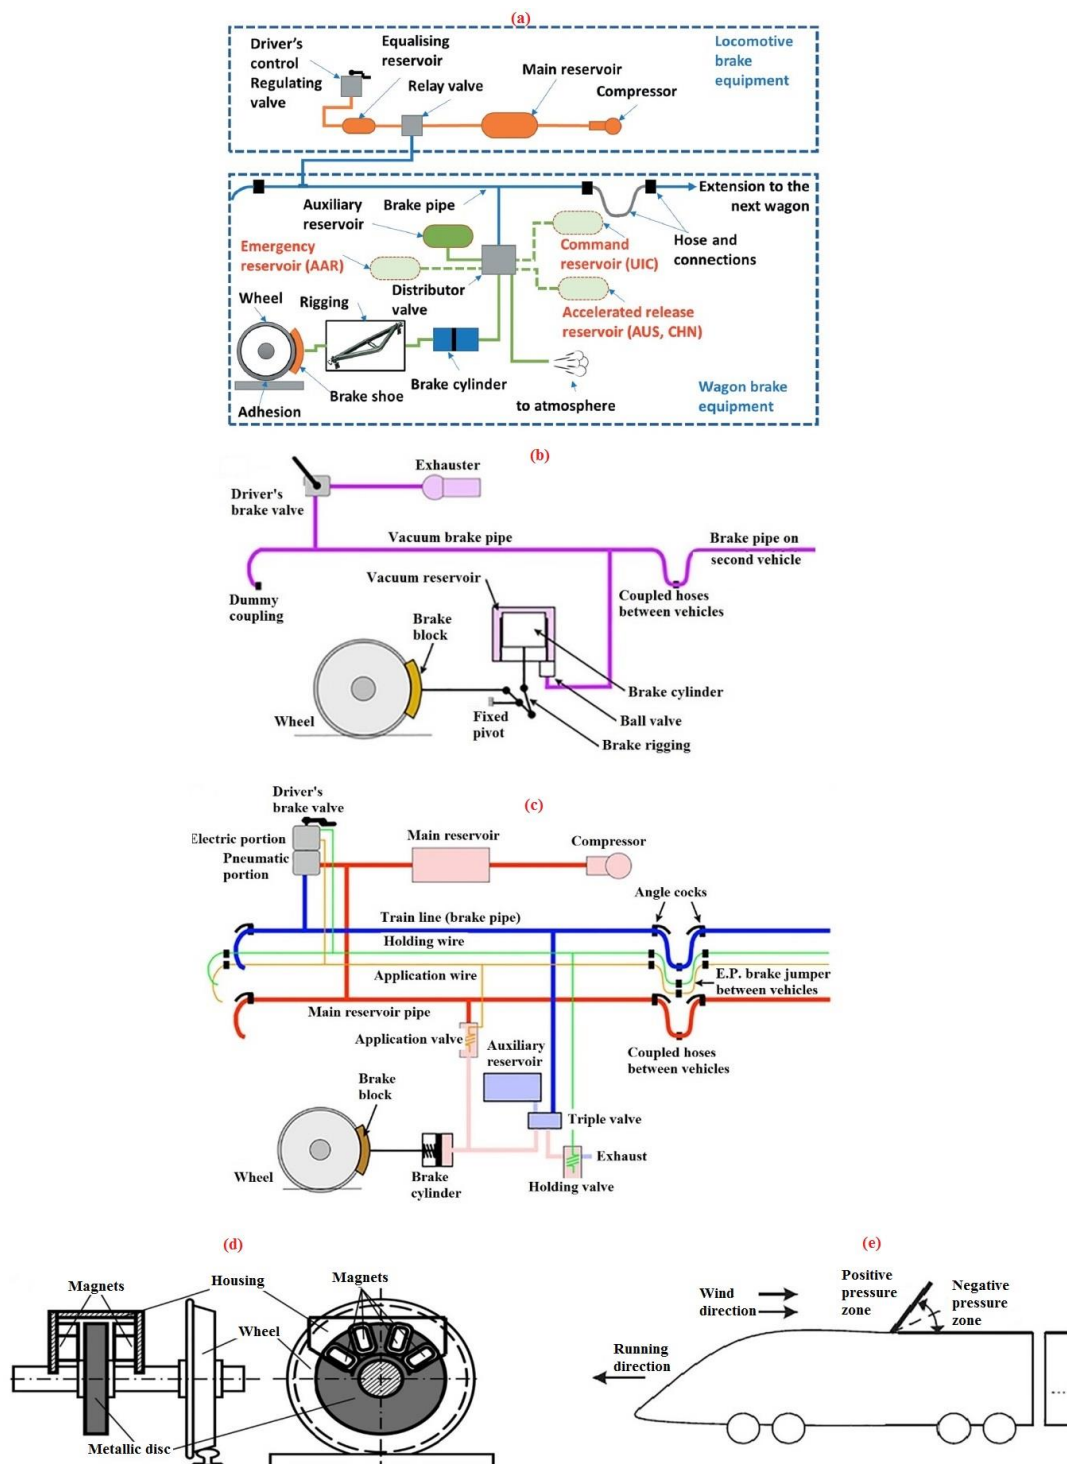 (a)
Driver's
control
Regulating
valve
Equalising
reservoir
Relay valve
Main reservoir
Compressor
Locomotive
brake
equipment
Auxiliary
reservoir
Brake pipe
Extension to the
next wagon
Hose and
connections
Emergency
reservoir (AAR)
Command
reservoir (UIC)
Distributor
valve
Accelerated release
reservoir (AUS, CHN)
Wheel
Rigging
Brake cylinder
Brake shoe
Adhesion
to atmosphere
Wagon brake
equipment
(b)
Exhauster
Driver's
brake valve
Vacuum brake pipe
Brake pipe on
second vehicle
Vacuum reservoir
Dummy
coupling
Coupled hoses
between vehicles
Brake
block
Brake cylinder
Ball valve
Wheel
Fixed
pivot
Brake rigging
(c)
Driver's
brake valve
Electric portion
Pneumatic
portion
Main reservoir
Compressor
Angle cocks
Train line (brake pipe)
Holding wire
Application wire
E.P. brake jumper
between vehicles
Main reservoir pipe
Application valve
Auxiliary
reservoir
Coupled hoses
between vehicles
Brake
block
Triple valve
Exhaust
Wheel
Brake
cylinder
Holding valve
(d)
Magnets
Housing
Magnets
Wheel
Metallic disc
(e)
Wind
direction
Positive
pressure
zone
Negative
pressure
zone
Running
direction